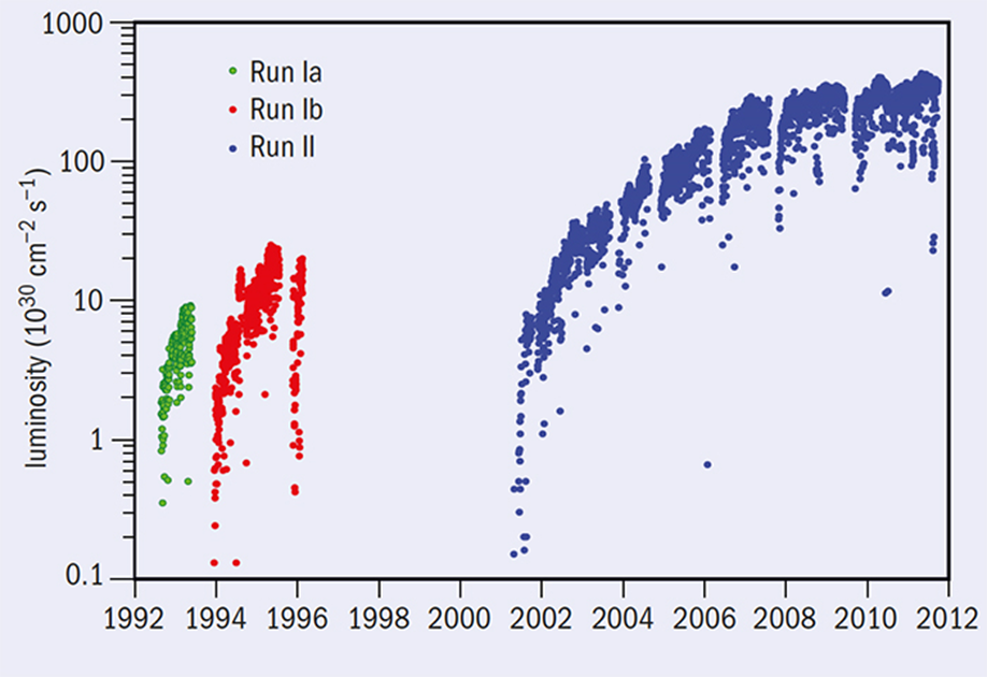 1000
100
10
1
0.1
luminosity (10³⁰ cm⁻² s⁻¹)
Run Ia
Run Ib
Run II
1992 1994 1996 1998 2000 2002 2004 2006 2008 2010 2012